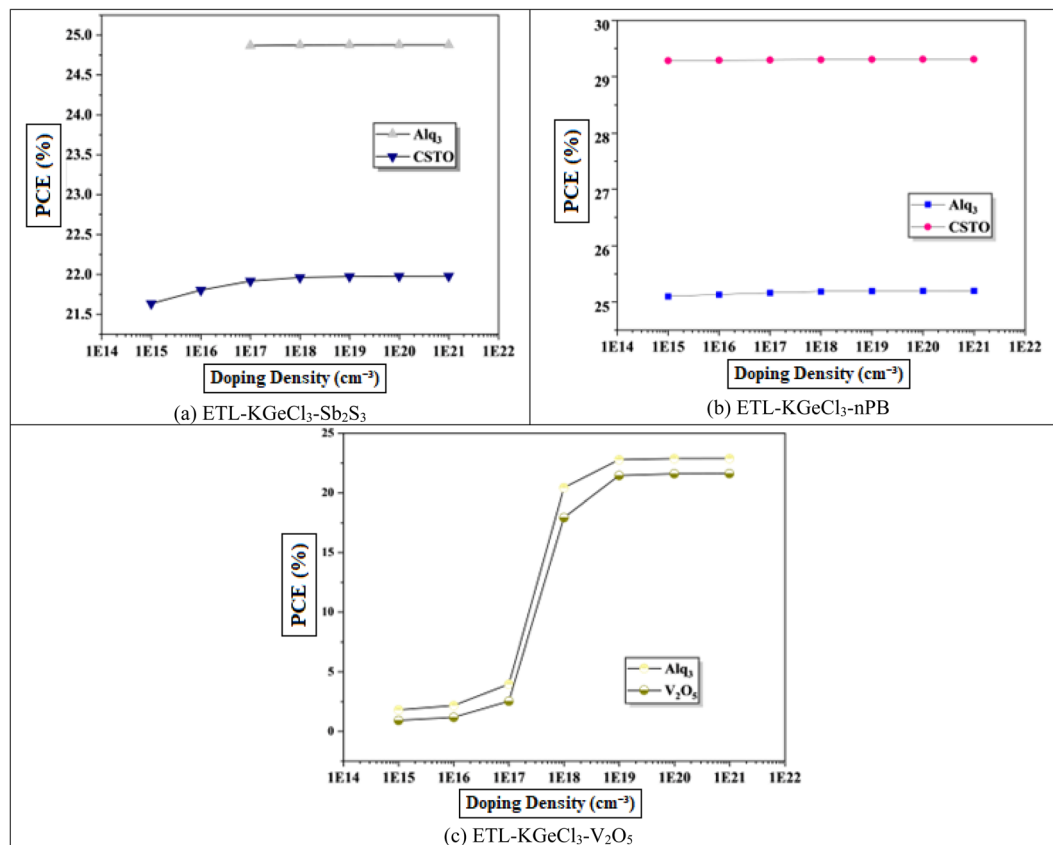 25.0
24.5
24.0
23.5
23.0
22.5
22.0
21.5
PCE (%)
Alq₃
CSTO
1E14 1E15 1E16 1E17 1E18 1E19 1E20 1E21 1E22
Doping Density (cm⁻³)
(a) ETL-KGeCl₃-Sb₂S₃
30
29
28
27
26
25
PCE (%)
Alq₃
CSTO
1E14 1E15 1E16 1E17 1E18 1E19 1E20 1E21 1E22
Doping Density (cm⁻³)
(b) ETL-KGeCl₃-nPB
25
20
15
10
5
0
PCE (%)
Alq₃
V₂O₅
1E14 1E15 1E16 1E17 1E18 1E19 1E20 1E21 1E22
Doping Density (cm⁻³)
(c) ETL-KGeCl₃-V₂O₅